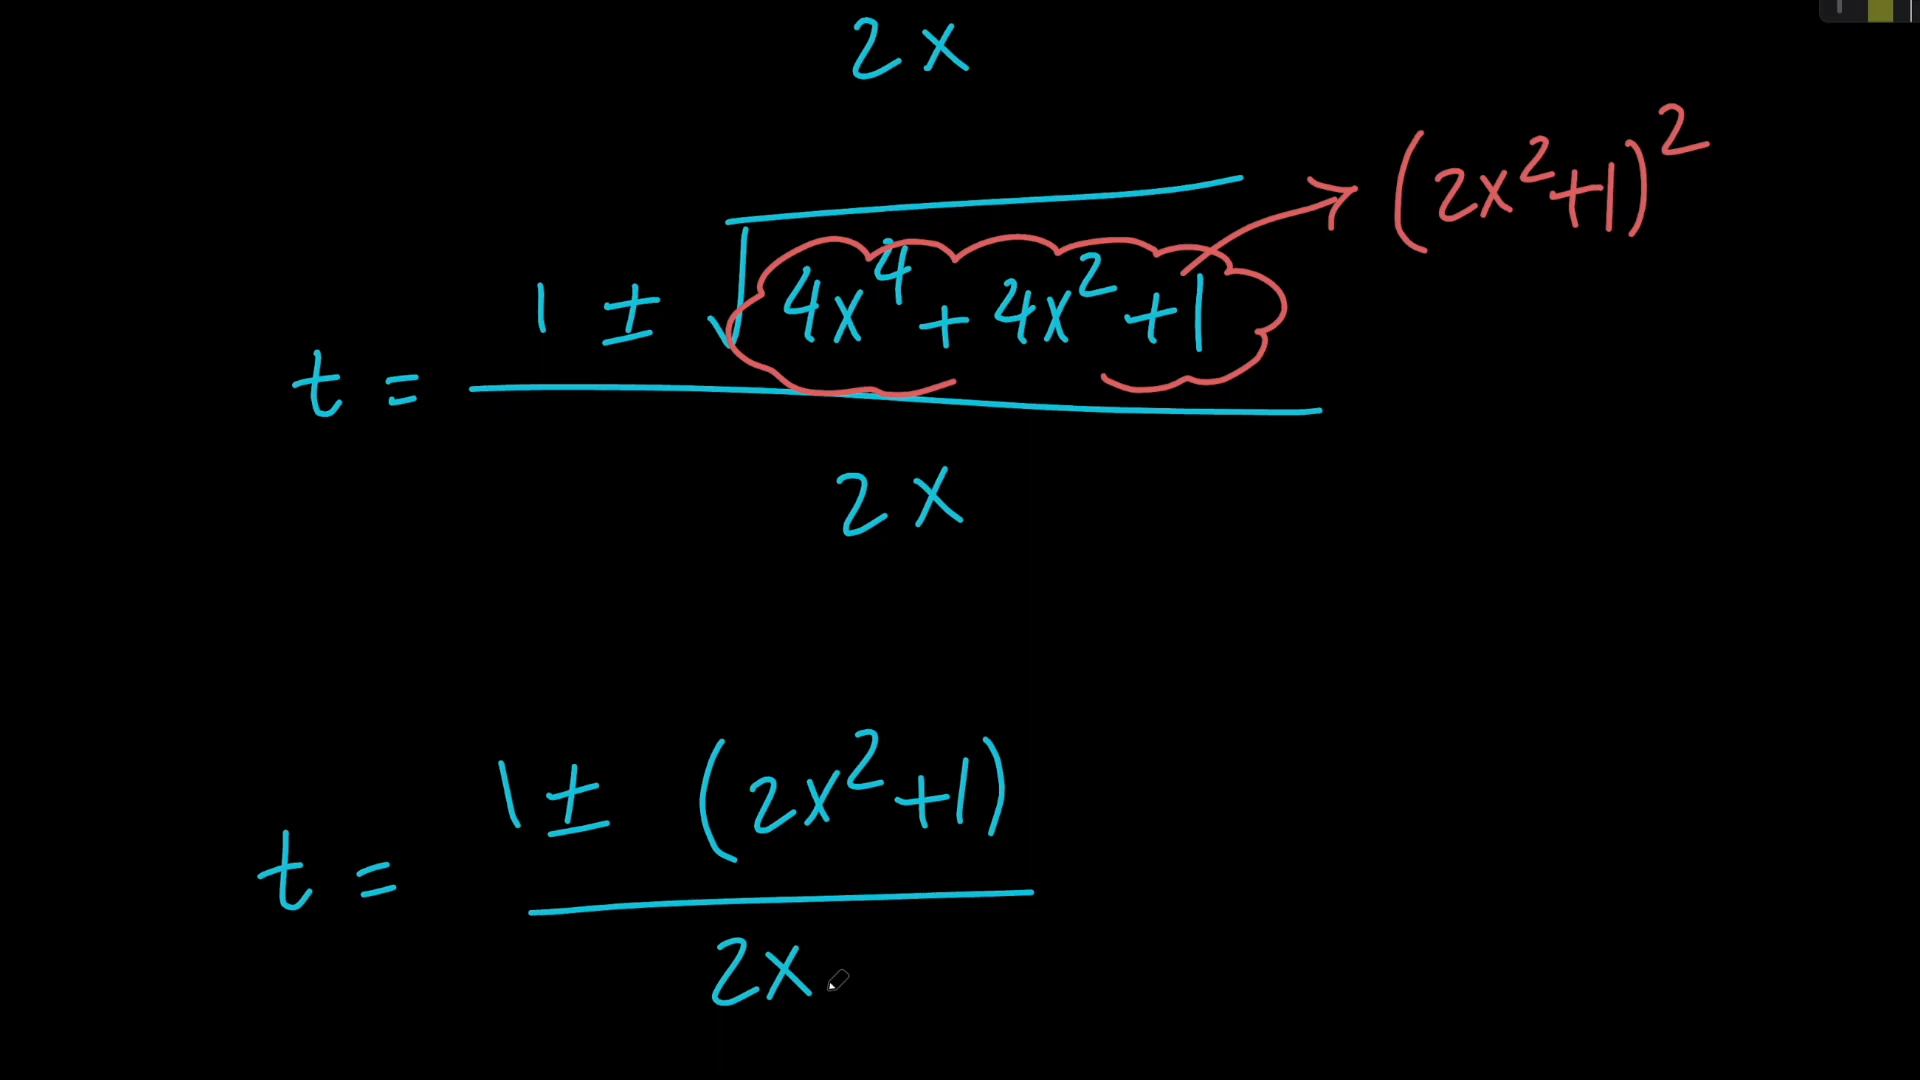 2x
(2x²+1)²
t = (1 ± √(4x⁴ + 4x² + 1)) / 2x
t = (1 ± (2x²+1)) / 2x